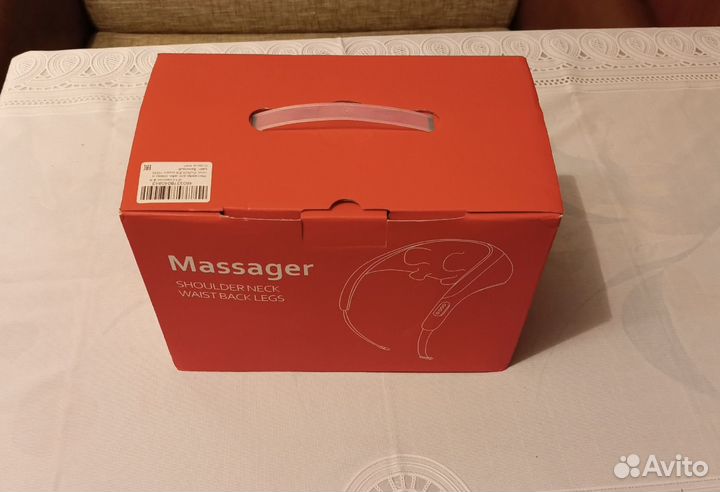 Massager
SHOULDER NECK
WAIST BACK LEGS
Avito